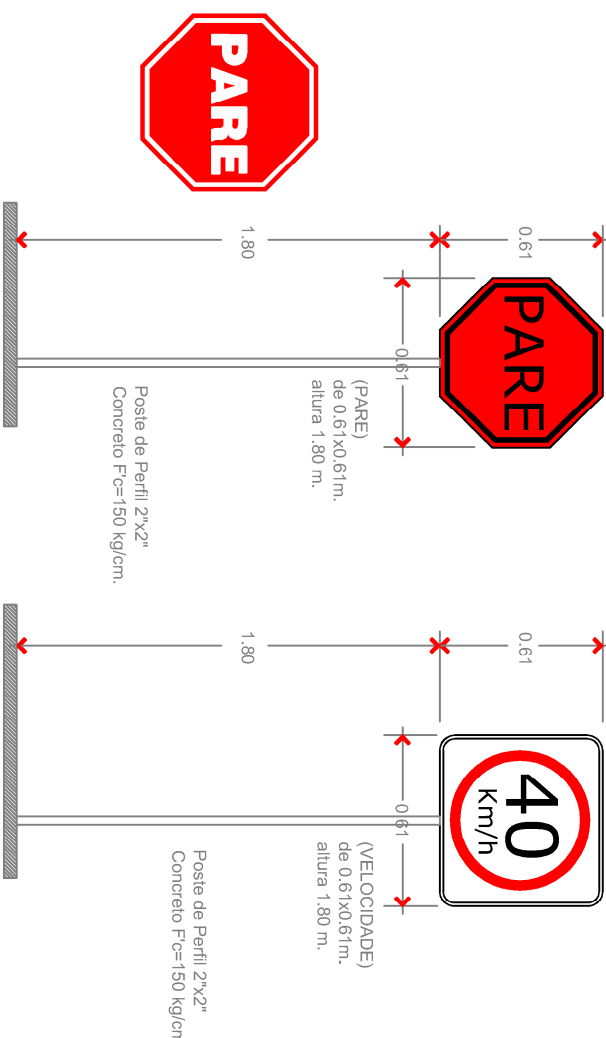 PARE
0.61
1.80
PARE
0.61
(PARE)
de 0.61x0.61m.
altura 1.80 m.
Poste de Perfil 2"x2"
Concreto F'c=150 kg/cm.
0.61
1.80
40
Km/h
0.61
(VELOCIDADE)
de 0.61x0.61m.
altura 1.80 m.
Poste de Perfil 2"x2"
Concreto F'c=150 kg/cm